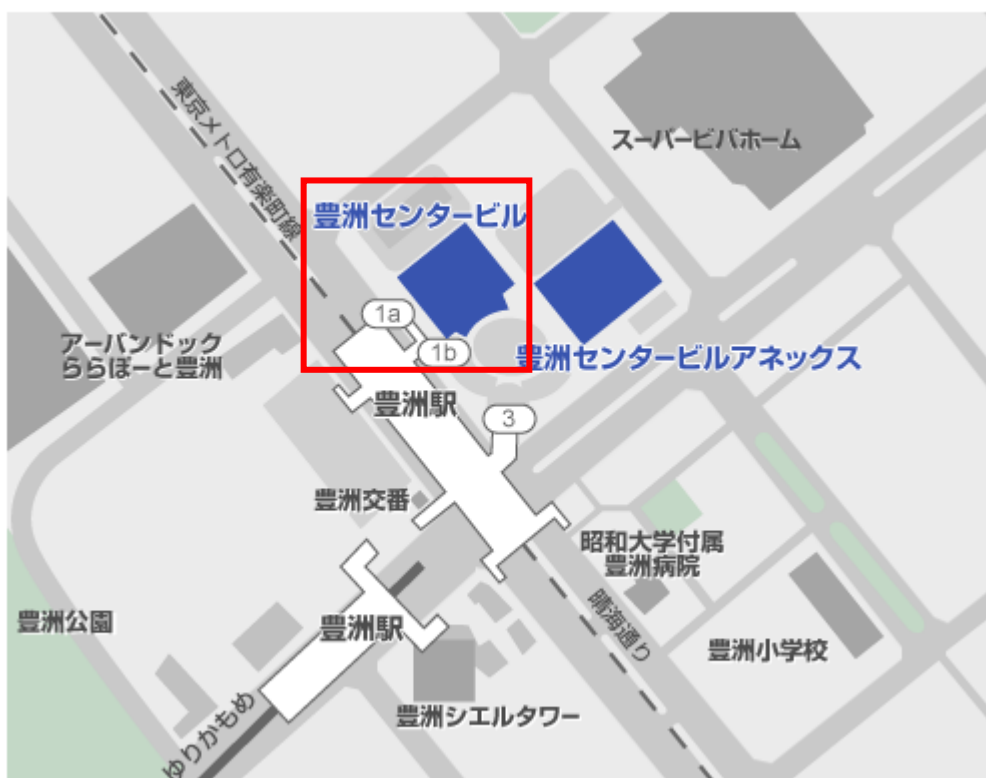 東京メトロ有楽町線
スーパービバホーム
豊洲センタービル
1a
1b
アーバンドック
ららぽーと豊洲
豊洲センタービルアネックス
豊洲駅
3
豊洲交番
昭和大学付属
豊洲病院
晴海通り
豊洲公園
豊洲駅
豊洲小学校
豊洲シエルタワー
ゆりかもめ